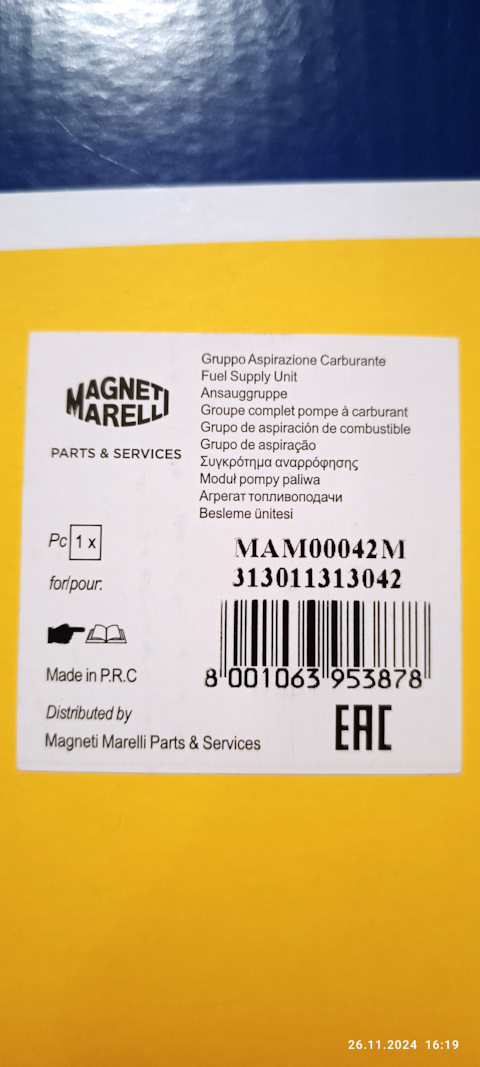 MAGNETI
MARELLI
PARTS & SERVICES
Gruppo Aspirazione Carburante
Fuel Supply Unit
Ansauggruppe
Groupe complet pompe à carburant
Grupo de aspiración de combustible
Grupo de aspiração
Συγκρότημα αναρρόφησης
Moduł pompy paliwa
Агрегат топливоподачи
Besleme ünitesi
Pc 1 x
for/pour:
MAM00042M
313011313042
8 001063 953878
Made in P.R.C
Distributed by
Magneti Marelli Parts & Services
EAC
26.11.2024 16:19